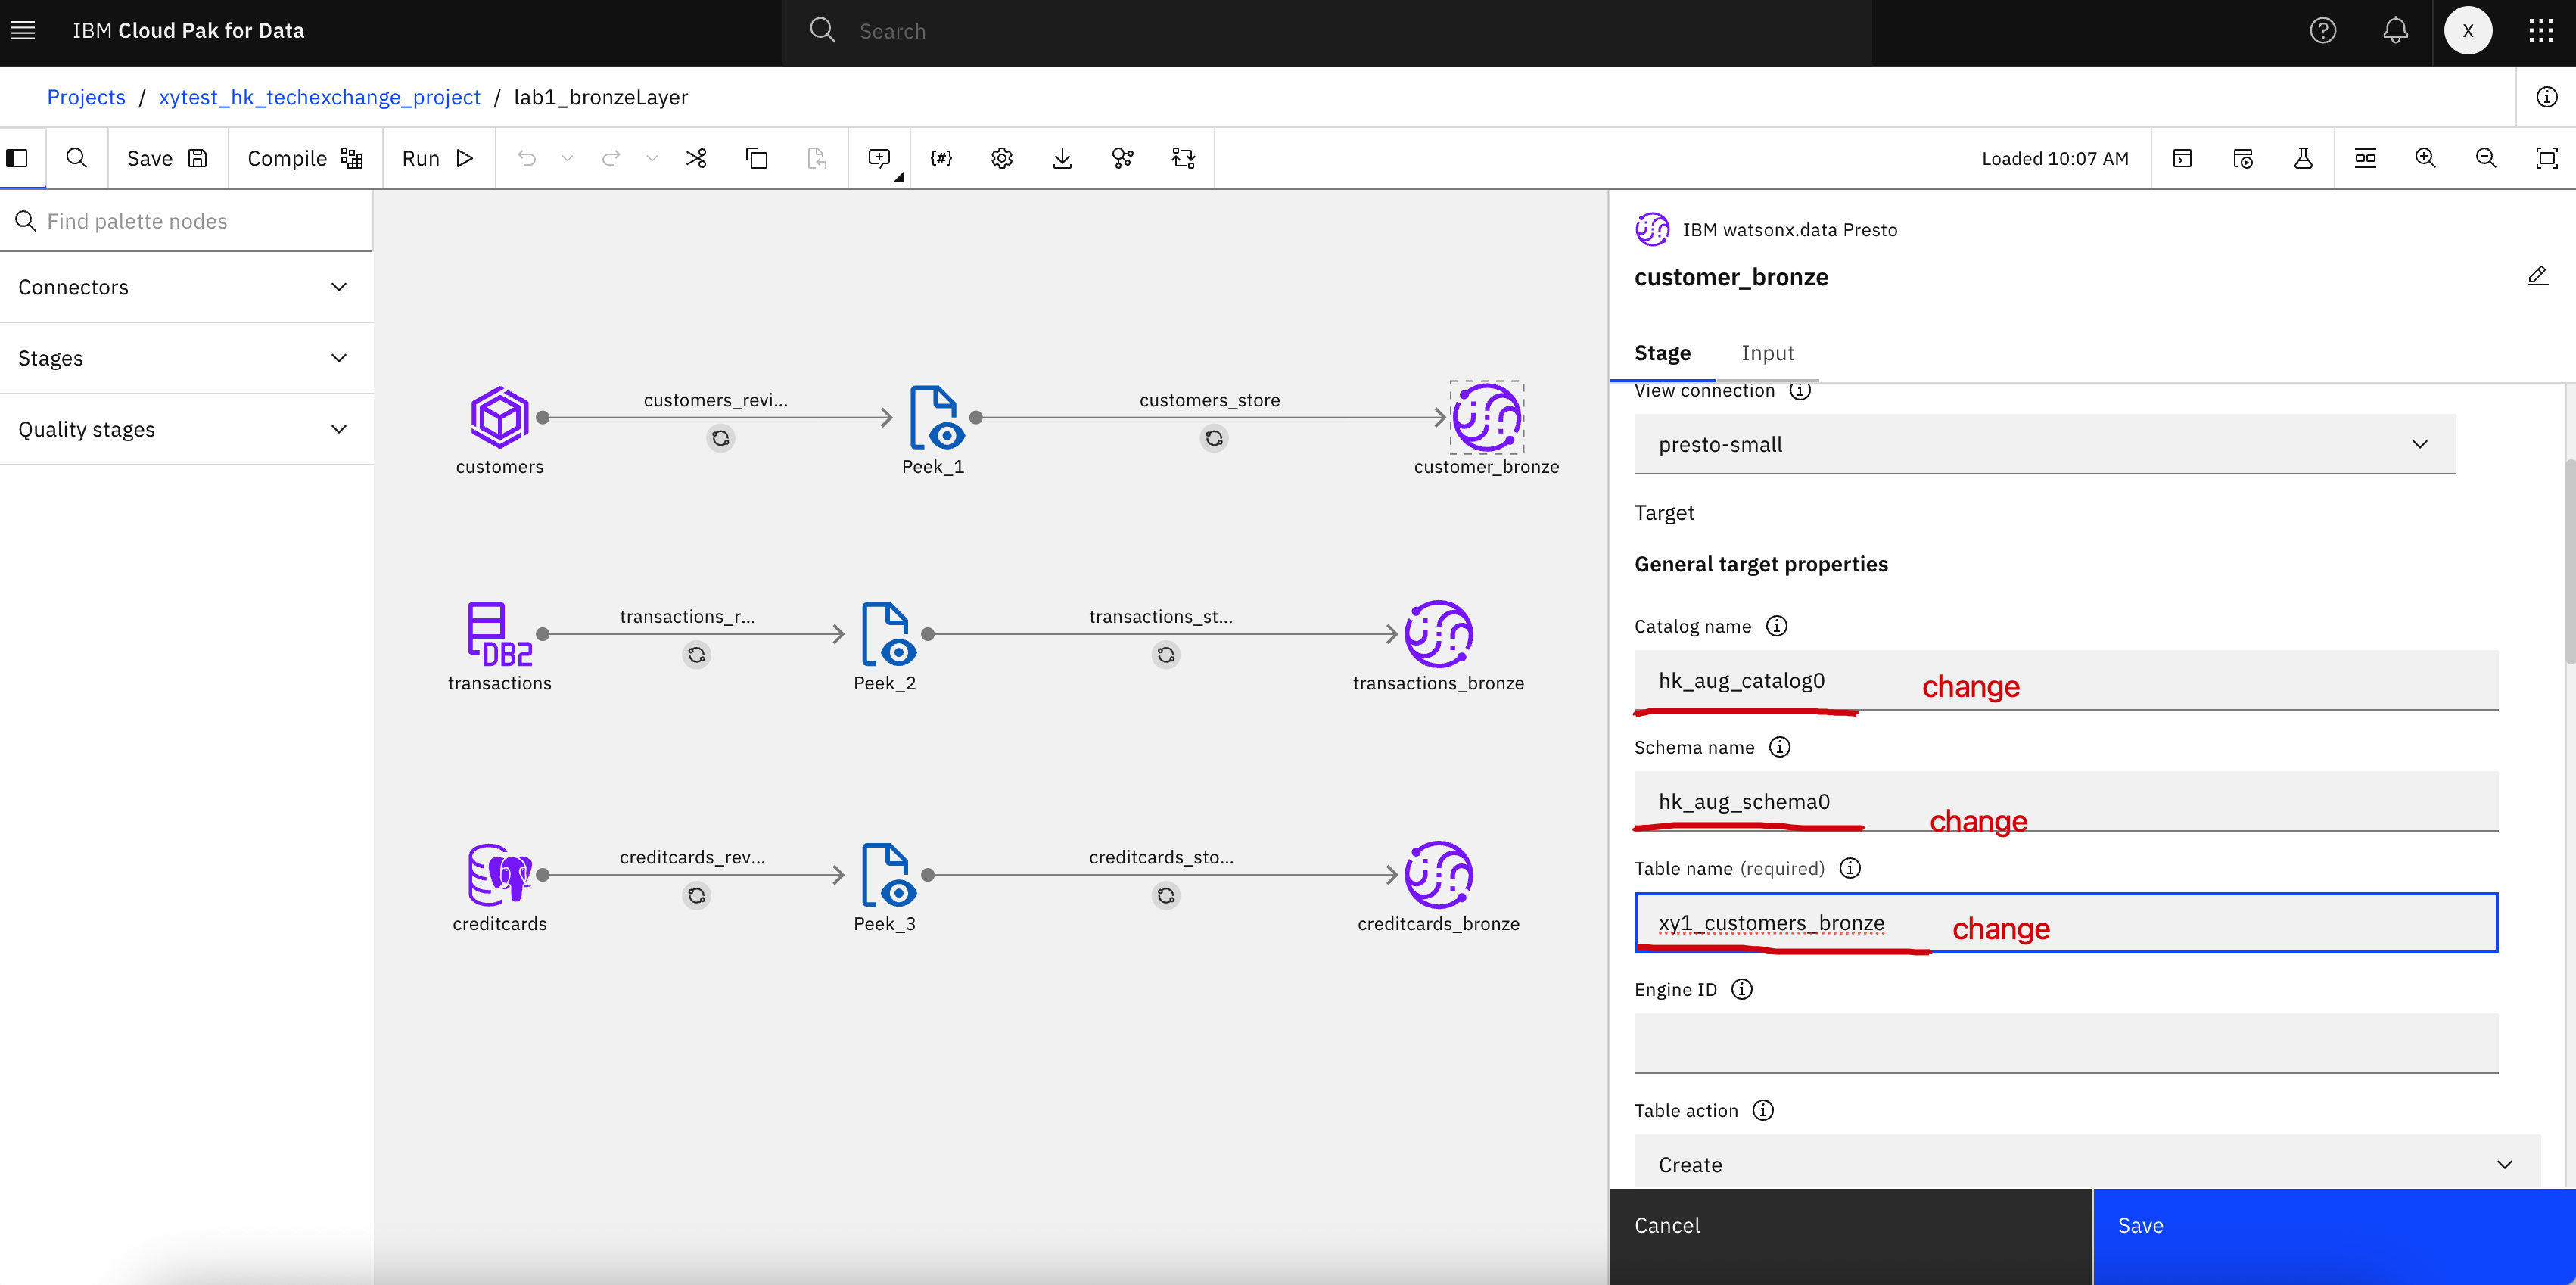 IBM Cloud Pak for Data
Search
X
Projects / xytest_hk_techexchange_project / lab1_bronzeLayer
Save
Compile
Run
{#}
Loaded 10:07 AM
Find palette nodes
Connectors
Stages
Quality stages
customers_revi...
customers_store
customers
Peek_1
customer_bronze
transactions_r...
transactions_st...
DB2
transactions
Peek_2
transactions_bronze
creditcards_rev...
creditcards_sto...
creditcards
Peek_3
creditcards_bronze
IBM watsonx.data Presto
customer_bronze
Stage
Input
View connection
presto-small
Target
General target properties
Catalog name
hk_aug_catalog0
change
Schema name
hk_aug_schema0
change
Table name (required)
xy1_customers_bronze
change
Engine ID
Table action
Create
Cancel
Save